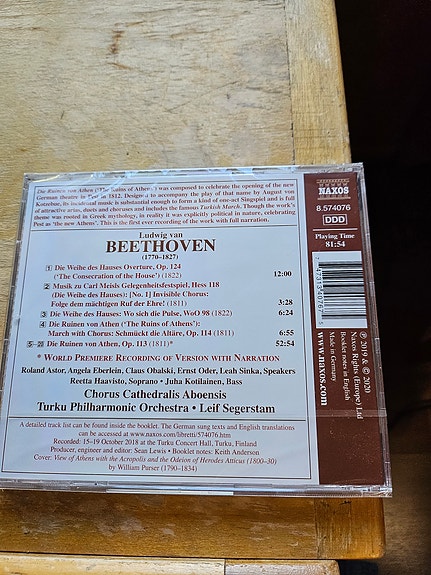 Die Ruinen von Athen ('The Ruins of Athens') was composed to celebrate the opening of the new
German theatre in Pest in 1812. Designed to accompany the play of that name by August von
Kotzebue, its incidental music is substantial enough to form a kind of one-act Singspiel and is full
of attractive arias, duets and choruses and includes the famous Turkish March. Though the work's
theme was rooted in Greek mythology, in reality it was explicitly political in nature, celebrating
Pest as 'the new Athens'. This is the first ever recording of the work with full narration.
Ludwig van
BEETHOVEN
(1770–1827)
1 Die Weihe des Hauses Overture, Op. 124
('The Consecration of the House') (1822) 12:00
2 Musik zu Carl Meisls Gelegenheitsfestspiel, Hess 118
(Die Weihe des Hauses): [No. 1] Invisible Chorus:
Folge dem mächtigen Ruf der Ehre! (1811) 3:28
3 Die Weihe des Hauses: Wo sich die Pulse, WoO 98 (1822) 6:24
4 Die Ruinen von Athen ('The Ruins of Athens'):
March with Chorus: Schmückt die Altäre, Op. 114 (1811) 6:55
Die Ruinen von Athen, Op. 113 (1811)* 52:54
* WORLD PREMIERE RECORDING OF VERSION WITH NARRATION
Roland Astor, Angela Eberlein, Claus Obalski, Ernst Oder, Leah Sinka, Speakers
Reetta Haavisto, Soprano • Juha Kotilainen, Bass
Chorus Cathedralis Aboensis
Turku Philharmonic Orchestra • Leif Segerstam
A detailed track list can be found inside the booklet. The German sung texts and English translations
can be accessed at www.naxos.com/libretti/574076.htm
Recorded: 15–19 October 2018 at the Turku Concert Hall, Turku, Finland
Producer, engineer and editor: Sean Lewis • Booklet notes: Keith Anderson
Cover: View of Athens with the Acropolis and the Odeion of Herodes Atticus (1800–30)
by William Purser (1790–1834)
NAXOS
8.574076
DDD
Playing Time
81:54
7 47313 40767 5
℗ 2019 & © 2020
Naxos Rights (Europe) Ltd
Booklet notes in English
Made in Germany
www.naxos.com